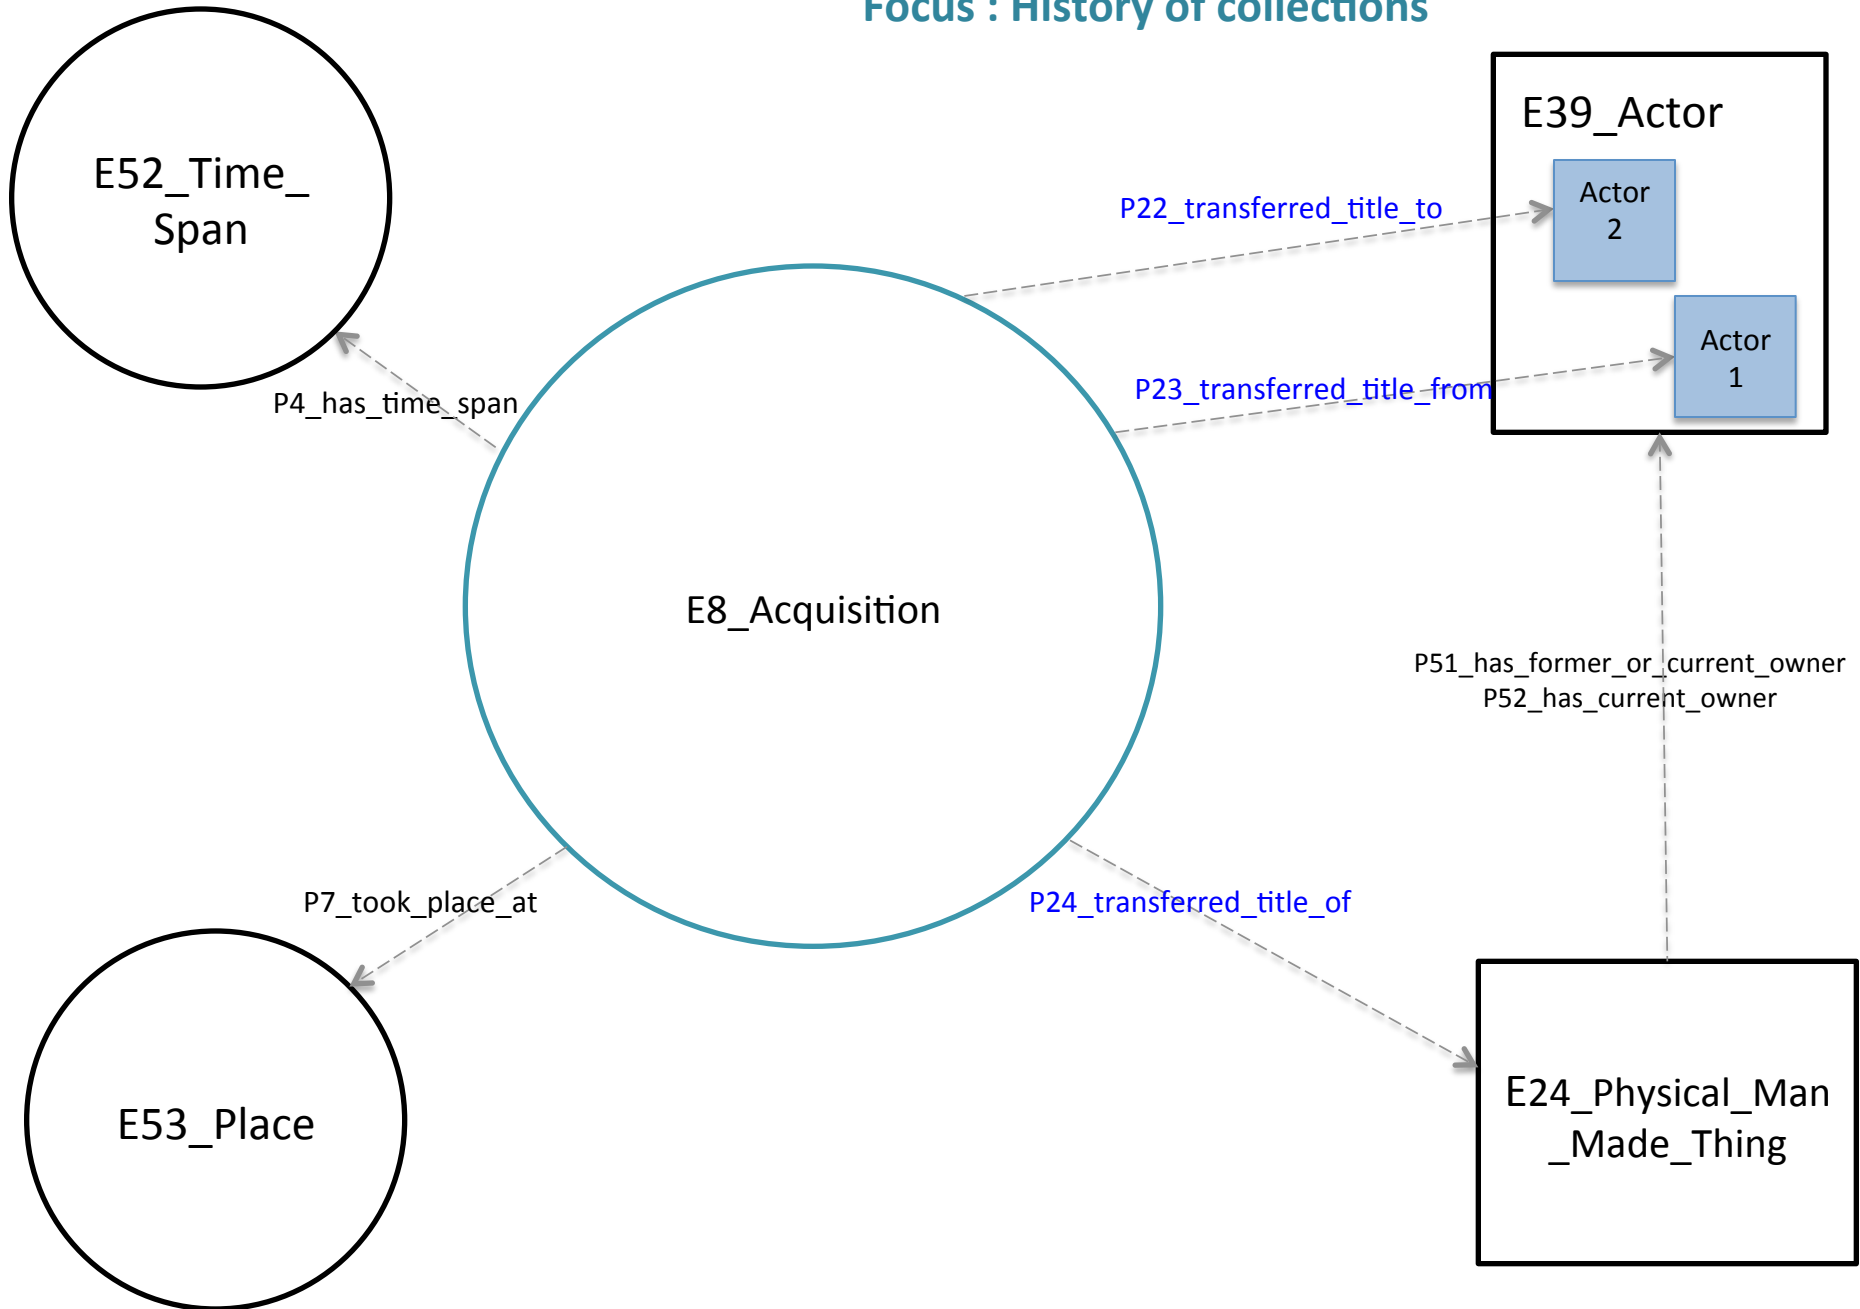 Focus : History of collections
E39_Actor
E52_Time_
Span
P22_transferred_title_to
Actor
2
Actor
1
P23_transferred_title_from
P4_has_time_span
E8_Acquisition
P51_has_former_or_current_owner
P52_has_current_owner
P7_took_place_at
P24_transferred_title_of
E53_Place
E24_Physical_Man
_Made_Thing